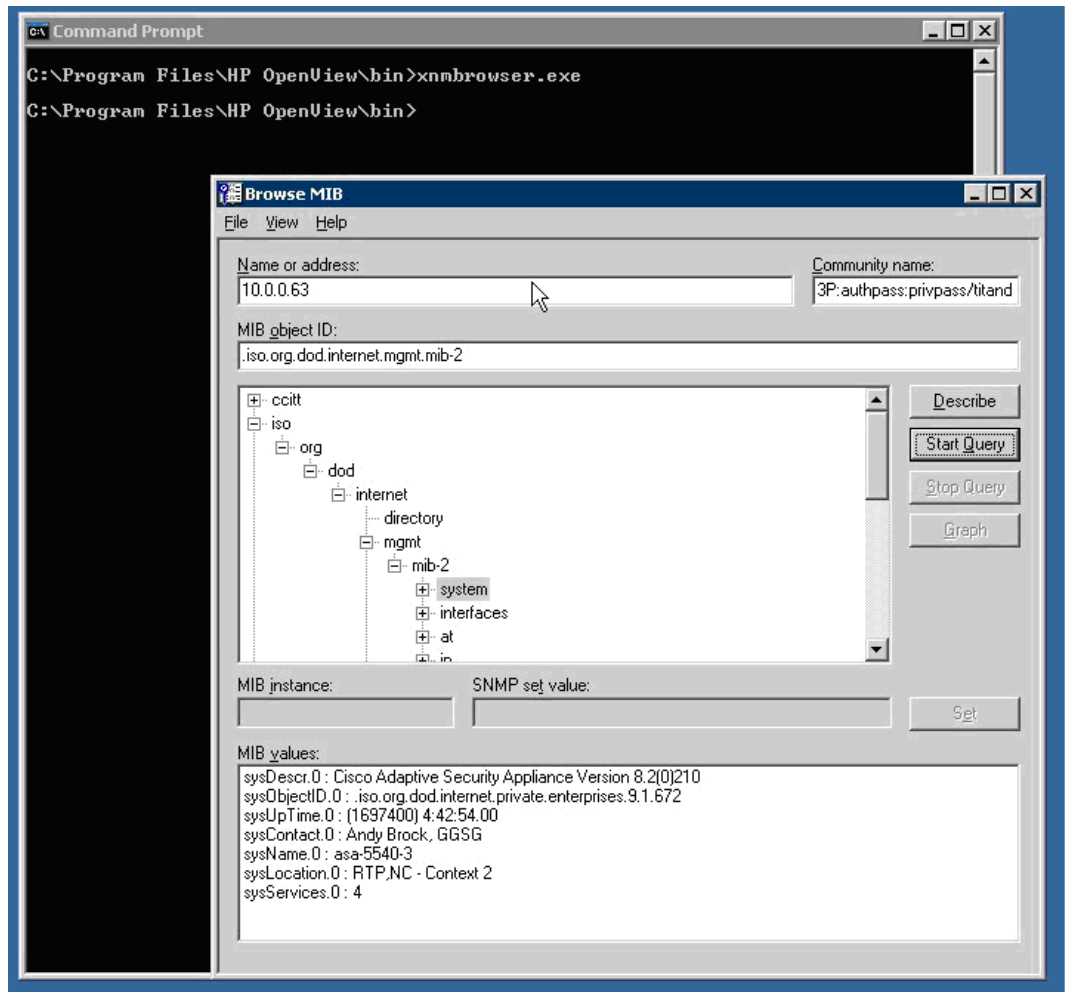 Command Prompt
C:\Program Files\HP OpenView\bin>xnmbrowser.exe
C:\Program Files\HP OpenView\bin>
Browse MIB
File View Help
Name or address:
Community name:
10.0.0.63
3P:authpass:privpass/titand
MIB object ID:
.iso.org.dod.internet.mgmt.mib-2
ccitt
iso
org
dod
internet
directory
mgmt
mib-2
system
interfaces
at
ip
Describe
Start Query
Stop Query
Graph
MIB instance:
SNMP set value:
Set
MIB values:
sysDescr.0 : Cisco Adaptive Security Appliance Version 8.2(0)210
sysObjectID.0 : .iso.org.dod.internet.private.enterprises.9.1.672
sysUpTime.0 : (1697400) 4:42:54.00
sysContact.0 : Andy Brock, GGSG
sysName.0 : asa-5540-3
sysLocation.0 : RTP,NC - Context 2
sysServices.0 : 4